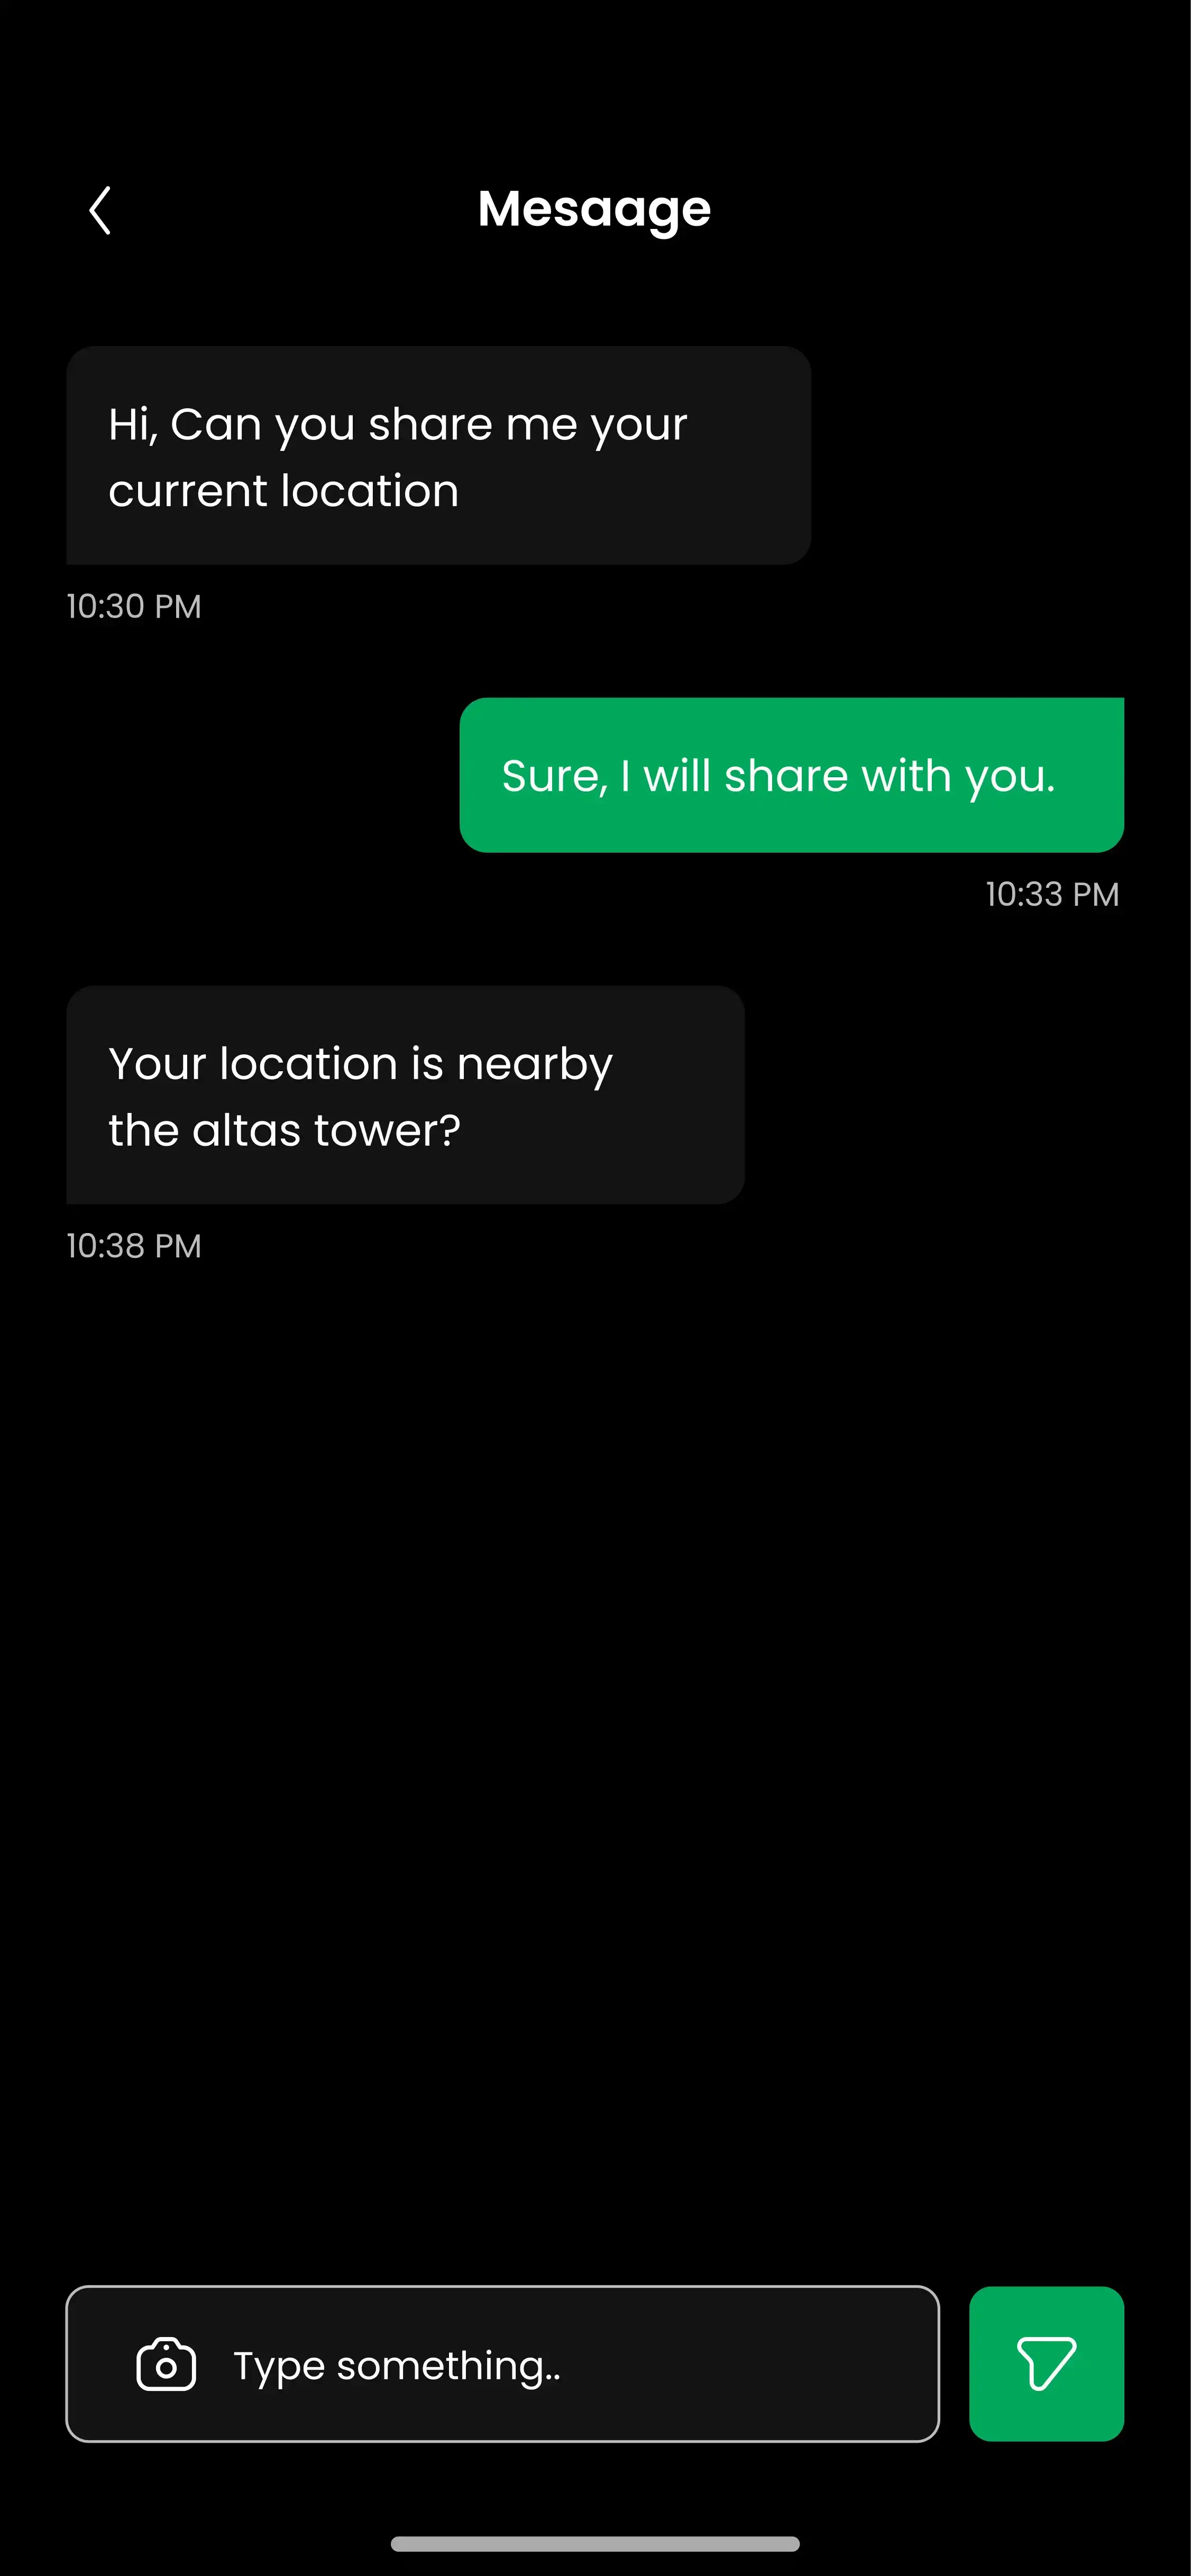 Mesaage
Hi, Can you share me your
current location
10:30 PM
Sure, I will share with you.
10:33 PM
Your location is nearby
the altas tower?
10:38 PM
Type something..